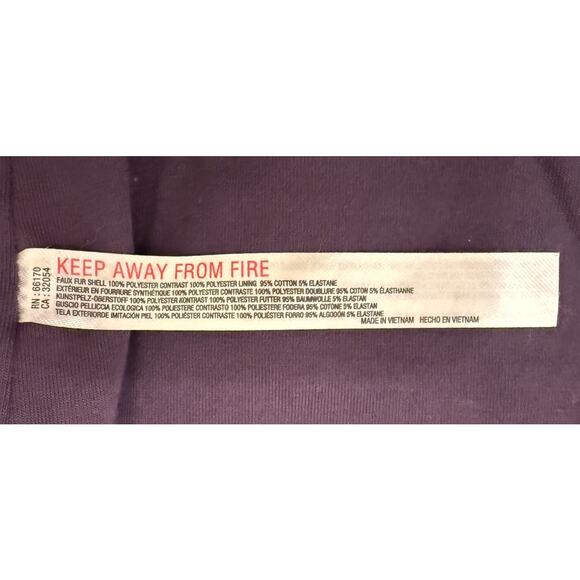 RN : 66170
CA : 32054
KEEP AWAY FROM FIRE
FAUX FUR SHELL 100% POLYESTER CONTRAST 100% POLYESTER LINING 95% COTTON 5% ELASTANE
EXTÉRIEUR EN FOURRURE SYNTHÉTIQUE 100% POLYESTER CONTRASTE 100% POLYESTER DOUBLURE 95% COTON 5% ÉLASTHANNE
KUNSTPELZ-OBERSTOFF 100% POLYESTER KONTRAST 100% POLYESTER FUTTER 95% BAUMWOLLE 5% ELASTAN
GUSCIO PELLICCIA ECOLOGICA 100% POLIESTERE CONTRASTO 100% POLIESTERE FODERA 95% COTONE 5% ELASTAN
TELA EXTERIORDE IMITACIÓN PIEL 100% POLIÉSTER CONTRASTE 100% POLIÉSTER FORRO 95% ALGODÓN 5% ELASTANE
MADE IN VIETNAM HECHO EN VIETNAM